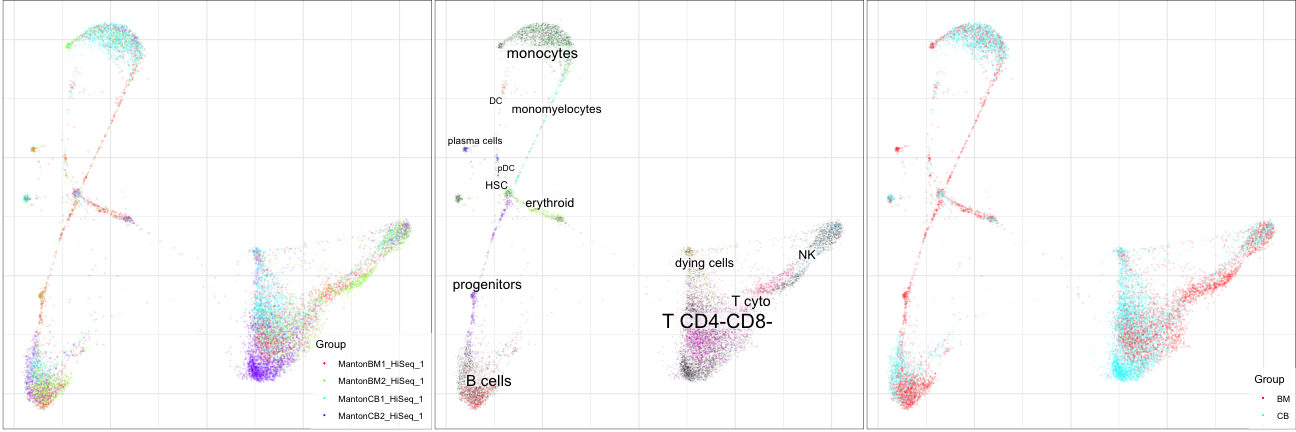 Group
MantonBM1_HiSeq_1
MantonBM2_HiSeq_1
MantonCB1_HiSeq_1
MantonCB2_HiSeq_1
monocytes
DC
monomyelocytes
plasma cells
pDC
HSC
erythroid
NK
dying cells
progenitors
T cyto
T CD4-CD8-
B cells
Group
BM
CB